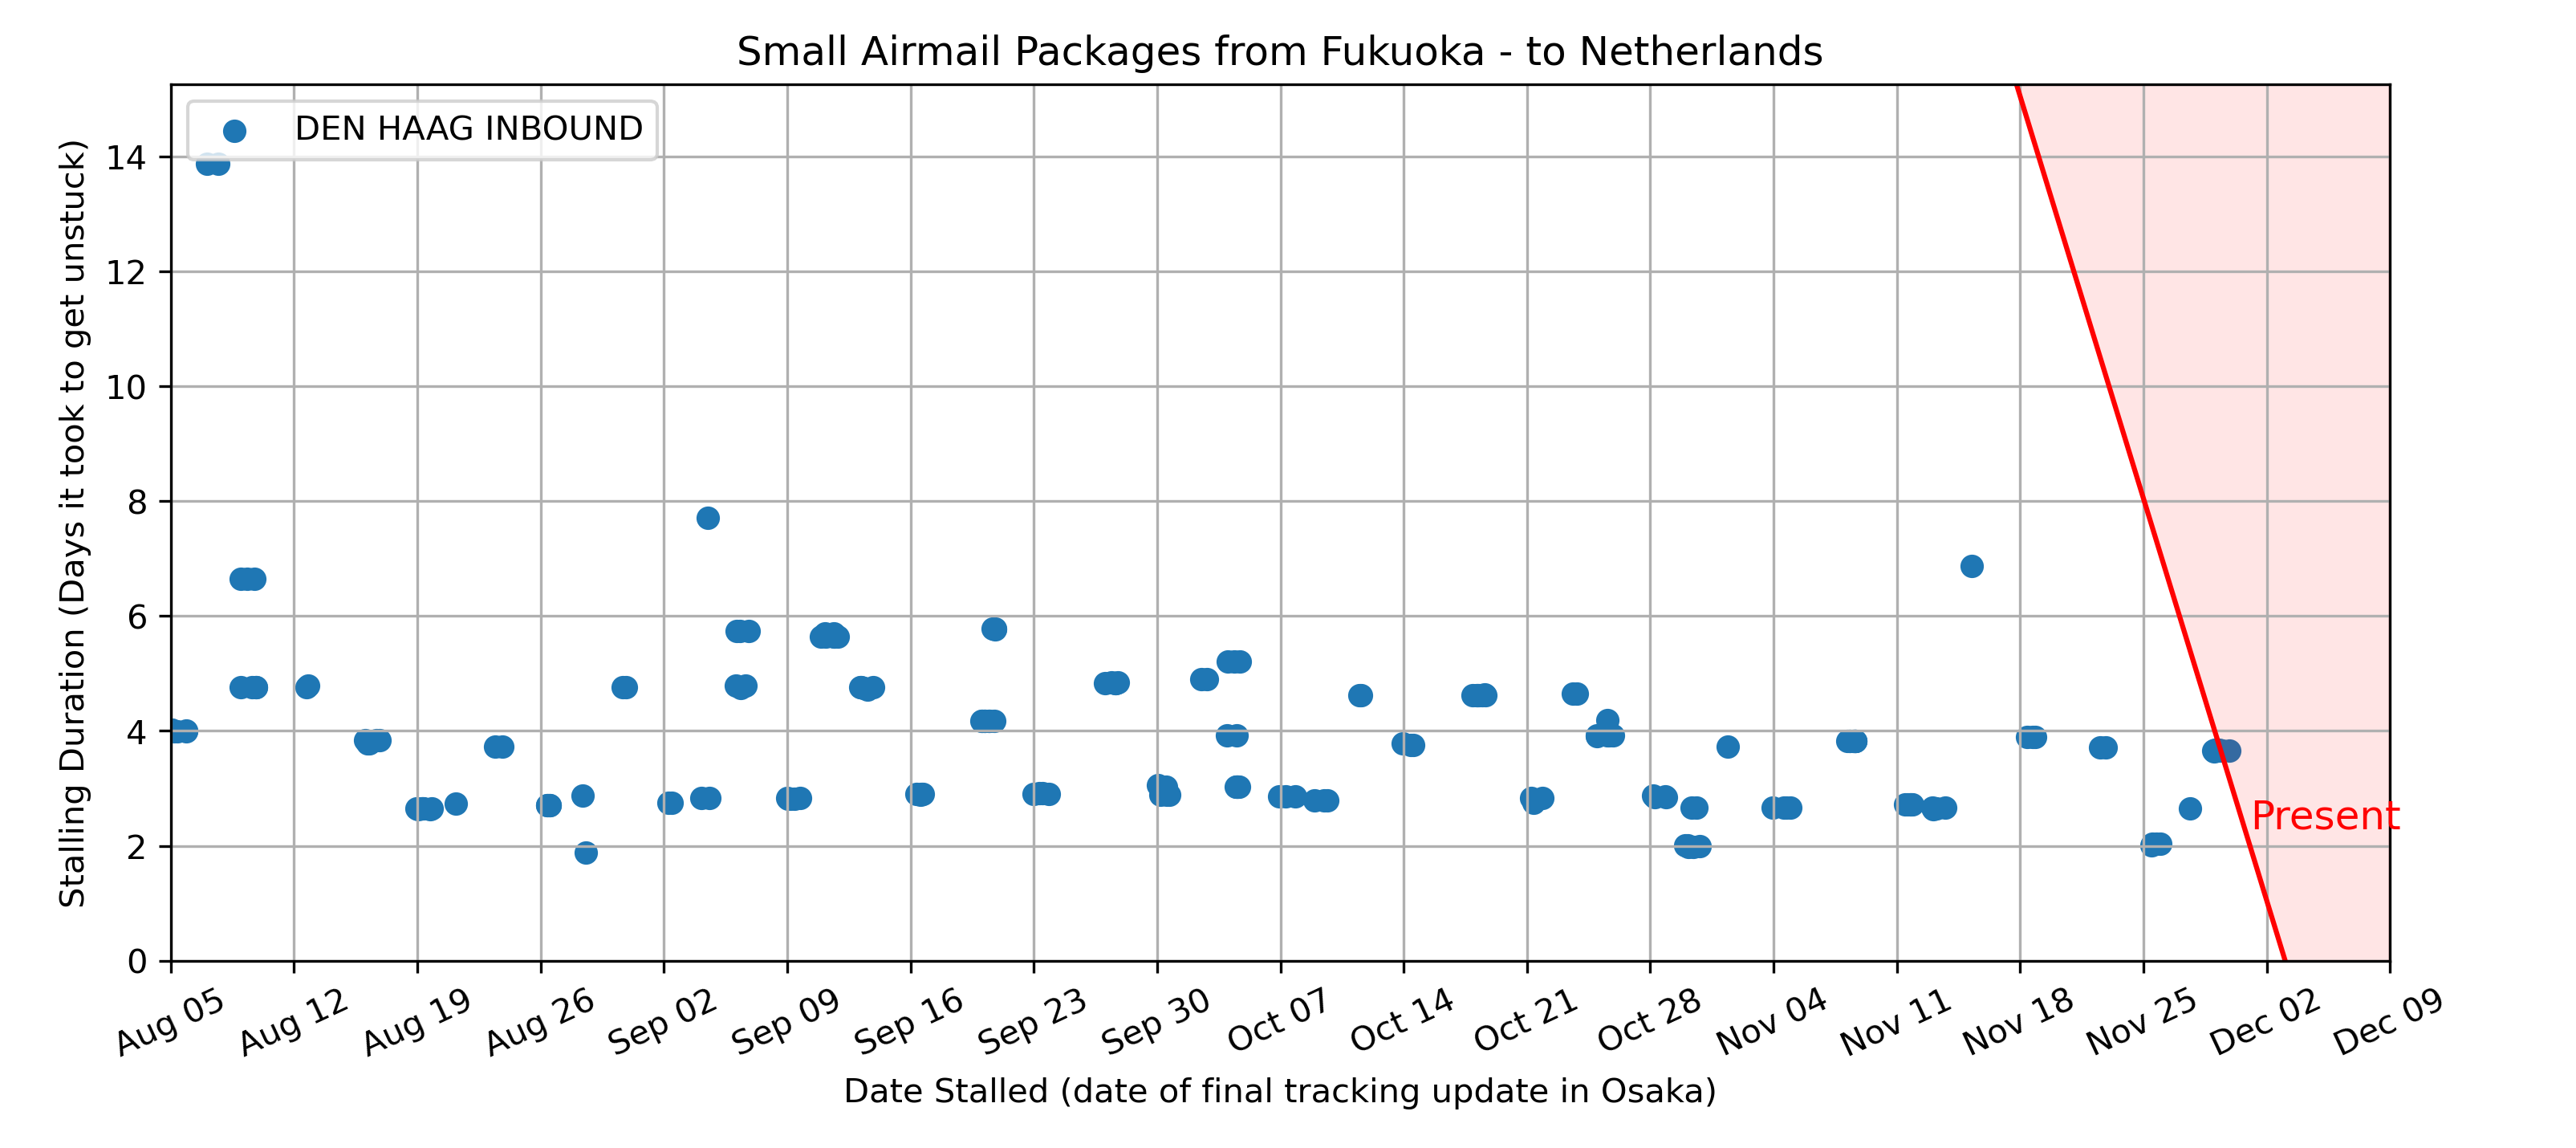 Small Airmail Packages from Fukuoka - to Netherlands
DEN HAAG INBOUND
Stalling Duration (Days it took to get unstuck)
14
12
10
8
6
4
2
0
Present
Aug 05
Aug 12
Aug 19
Aug 26
Sep 02
Sep 09
Sep 16
Sep 23
Sep 30
Oct 07
Oct 14
Oct 21
Oct 28
Nov 04
Nov 11
Nov 18
Nov 25
Dec 02
Dec 09
Date Stalled (date of final tracking update in Osaka)